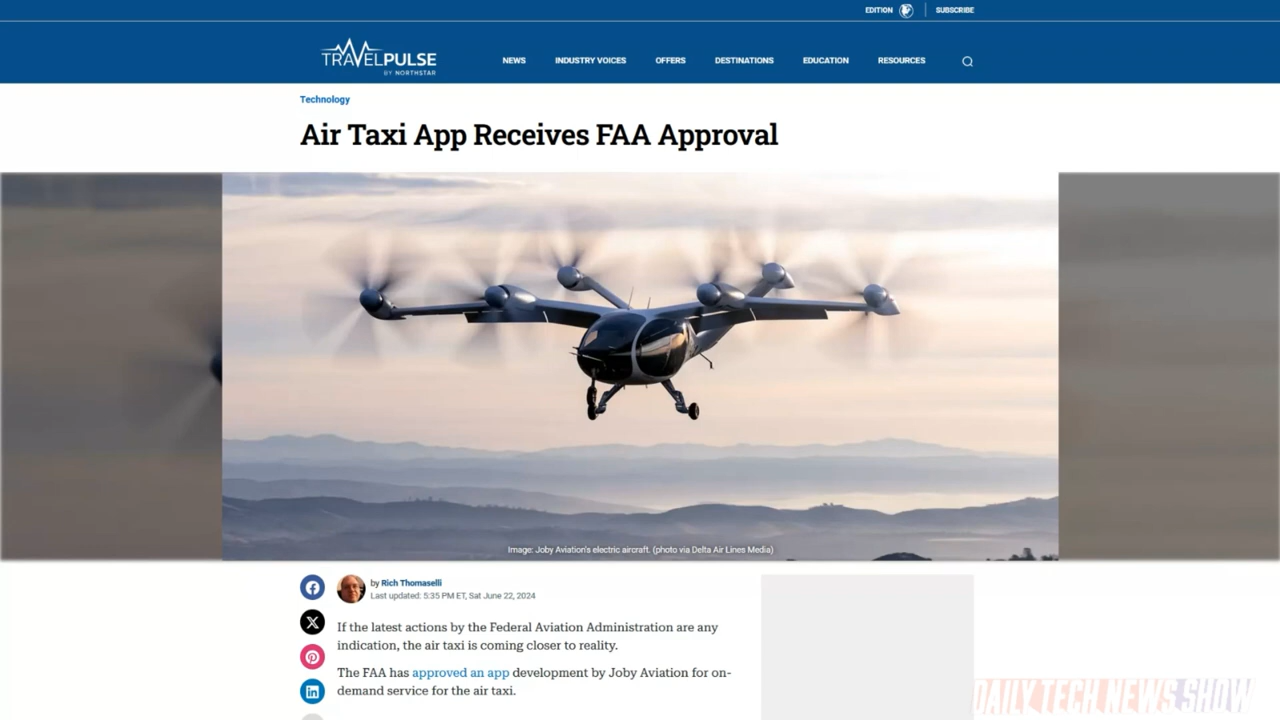 EDITION
SUBSCRIBE
TRAVELPULSE
BY NORTHSTAR
NEWS
INDUSTRY VOICES
OFFERS
DESTINATIONS
EDUCATION
RESOURCES
Technology
Air Taxi App Receives FAA Approval
Image: Joby Aviation's electric aircraft. (photo via Delta Air Lines Media)
by Rich Thomaselli
Last updated: 5:35 PM ET, Sat June 22, 2024
If the latest actions by the Federal Aviation Administration are any
indication, the air taxi is coming closer to reality.
The FAA has approved an app development by Joby Aviation for on-
demand service for the air taxi.
DAILY TECH NEWS SHOW